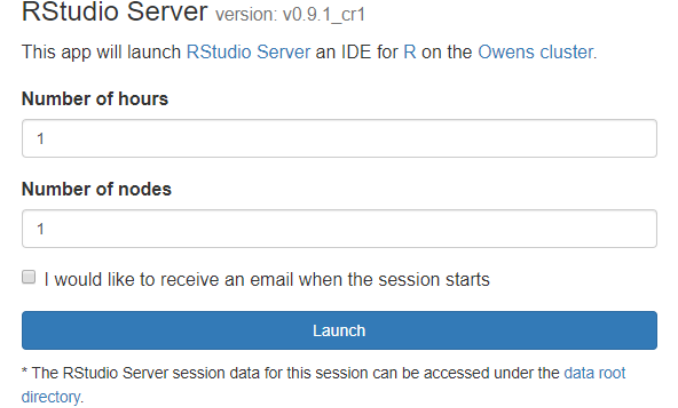 RStudio Server version: v0.9.1_cr1
This app will launch RStudio Server an IDE for R on the Owens cluster.
Number of hours
1
Number of nodes
1
I would like to receive an email when the session starts
Launch
* The RStudio Server session data for this session can be accessed under the data root
directory.